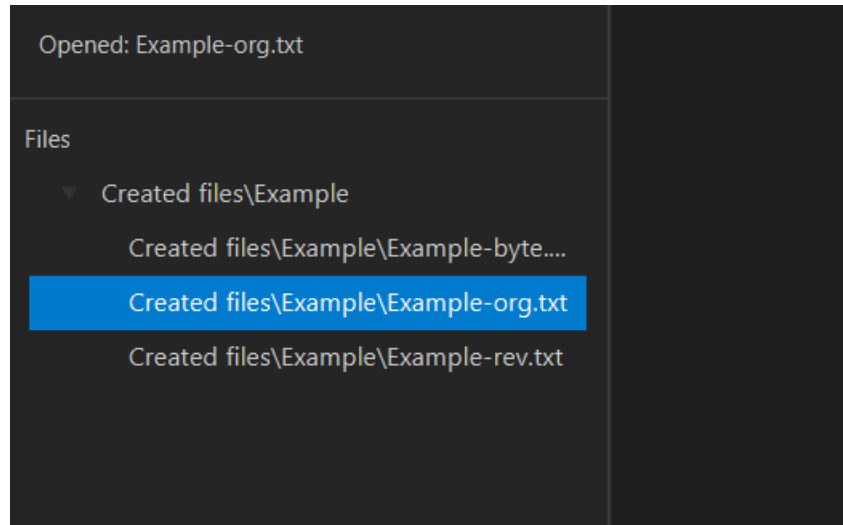 Opened: Example-org.txt
Files
Created files\Example
Created files\Example\Example-byte....
Created files\Example\Example-org.txt
Created files\Example\Example-rev.txt